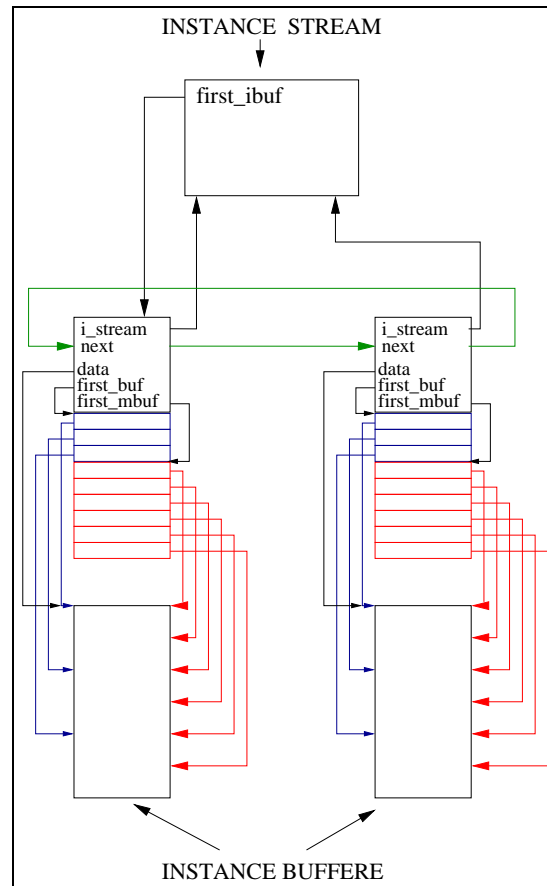 INSTANCE STREAM
first_ibuf
i_stream
next
data
first_buf
first_mbuf
i_stream
next
data
first_buf
first_mbuf
INSTANCE BUFFERE